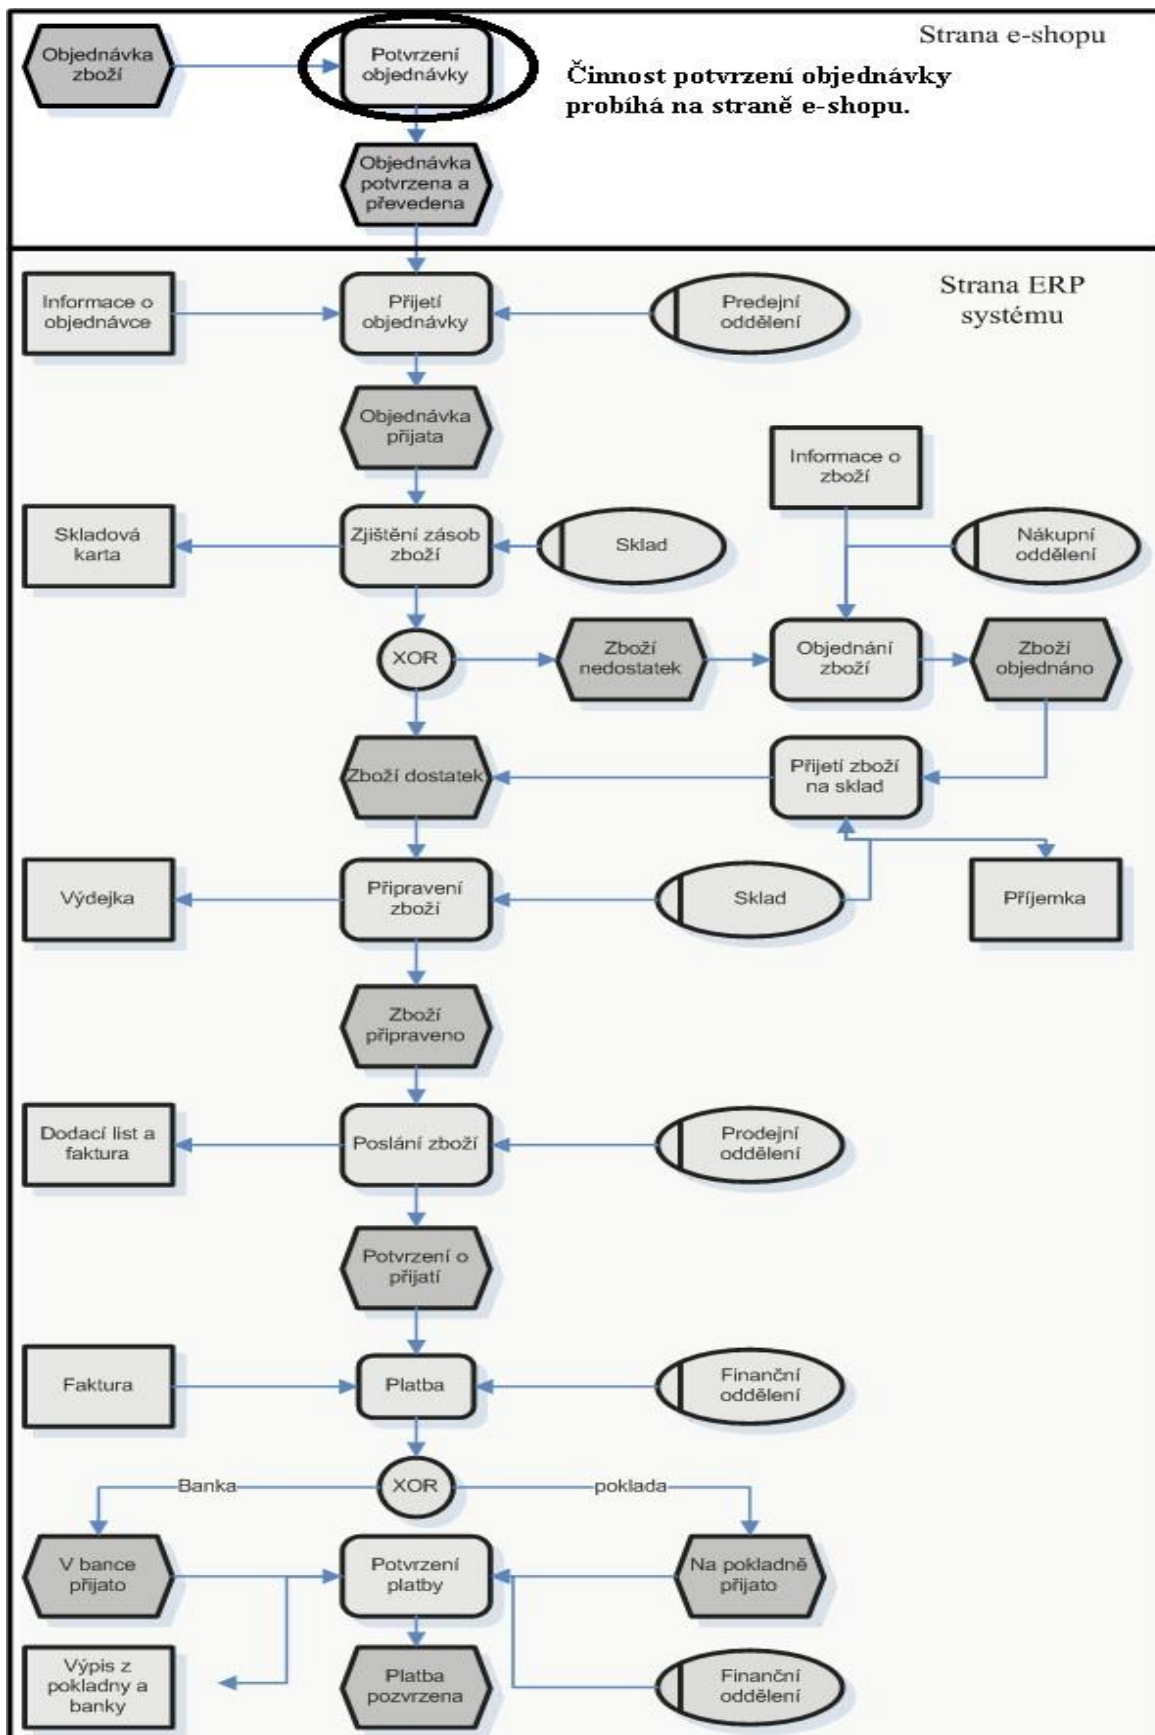 Strana e-shopu
Objednávka
zboží
Potvrzení
objednávky
Činnost potvrzení objednávky
probíhá na straně e-shopu.
Objednávka
potvrzena a
převedena
Strana ERP
systému
Informace o
objednávce
Přijetí
objednávky
Predejní
oddělení
Objednávka
přijata
Informace o
zboží
Skladová
karta
Zjištění zásob
zboží
Sklad
Nákupní
oddělení
XOR
Zboží
nedostatek
Objednání
zboží
Zboží
objednáno
Zboží dostatek
Přijetí zboží
na sklad
Výdejka
Připravení
zboží
Sklad
Příjemka
Zboží
připraveno
Dodací list a
faktura
Poslání zboží
Prodejní
oddělení
Potvrzení o
přijatí
Faktura
Platba
Finanční
oddělení
Banka
XOR
poklada
V bance
přijato
Potvrzení
platby
Na pokladně
přijato
Výpis z
pokladny a
banky
Platba
pozvrzena
Finanční
oddělení